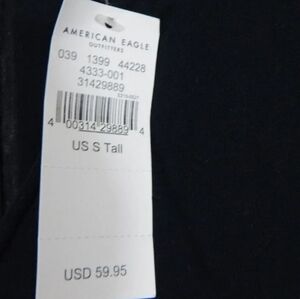 AMERICAN EAGLE
OUTFITTERS
039 1399 44228
4333-001
31429889
4 00314 29889 4
US S Tall
USD 59.95